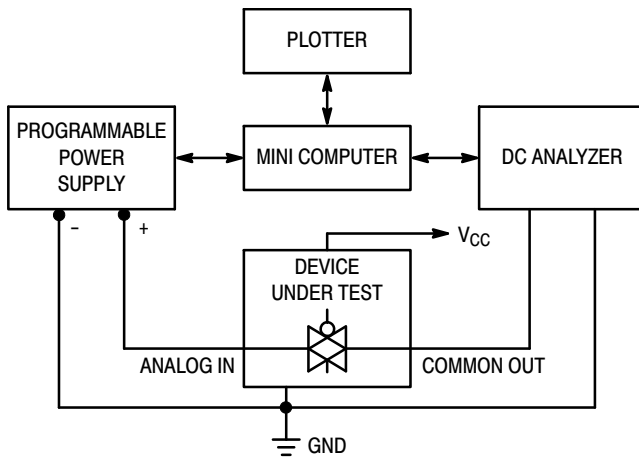 PLOTTER
PROGRAMMABLE
POWER
SUPPLY
MINI COMPUTER
DC ANALYZER
–
+
VCC
DEVICE
UNDER TEST
ANALOG IN
COMMON OUT
GND